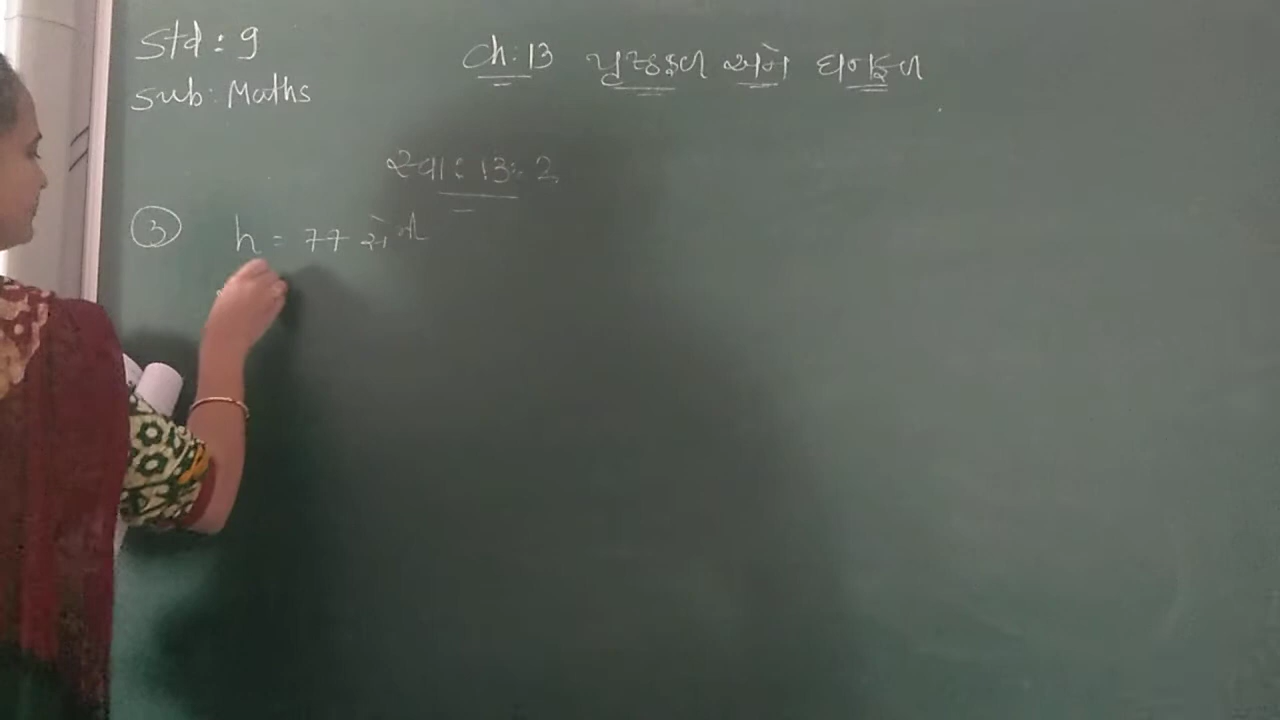 Std : 9
Sub : Maths
Ch : 13 પૃષ્ઠફળ અને ઘનફળ
સ્વા : 13.2
③ h = 77 સેમી